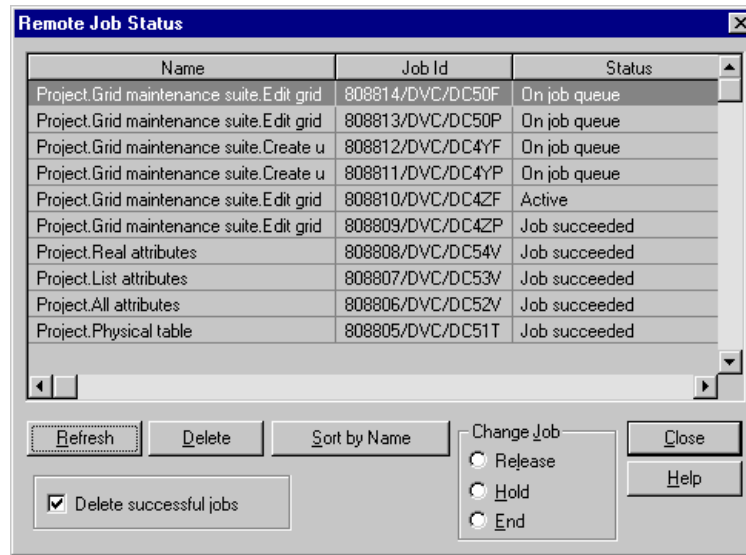 Remote Job Status
Name Job Id Status
Project.Grid maintenance suite.Edit grid 808814/DVC/DC50F On job queue
Project.Grid maintenance suite.Edit grid 808813/DVC/DC50P On job queue
Project.Grid maintenance suite.Create u 808812/DVC/DC4YF On job queue
Project.Grid maintenance suite.Create u 808811/DVC/DC4YP On job queue
Project.Grid maintenance suite.Edit grid 808810/DVC/DC4ZF Active
Project.Grid maintenance suite.Edit grid 808809/DVC/DC4ZP Job succeeded
Project.Real attributes 808808/DVC/DC54V Job succeeded
Project.List attributes 808807/DVC/DC53V Job succeeded
Project.All attributes 808806/DVC/DC52V Job succeeded
Project.Physical table 808805/DVC/DC51T Job succeeded
Refresh Delete Sort by Name Change Job Close
Release
Help
Hold
Delete successful jobs
End